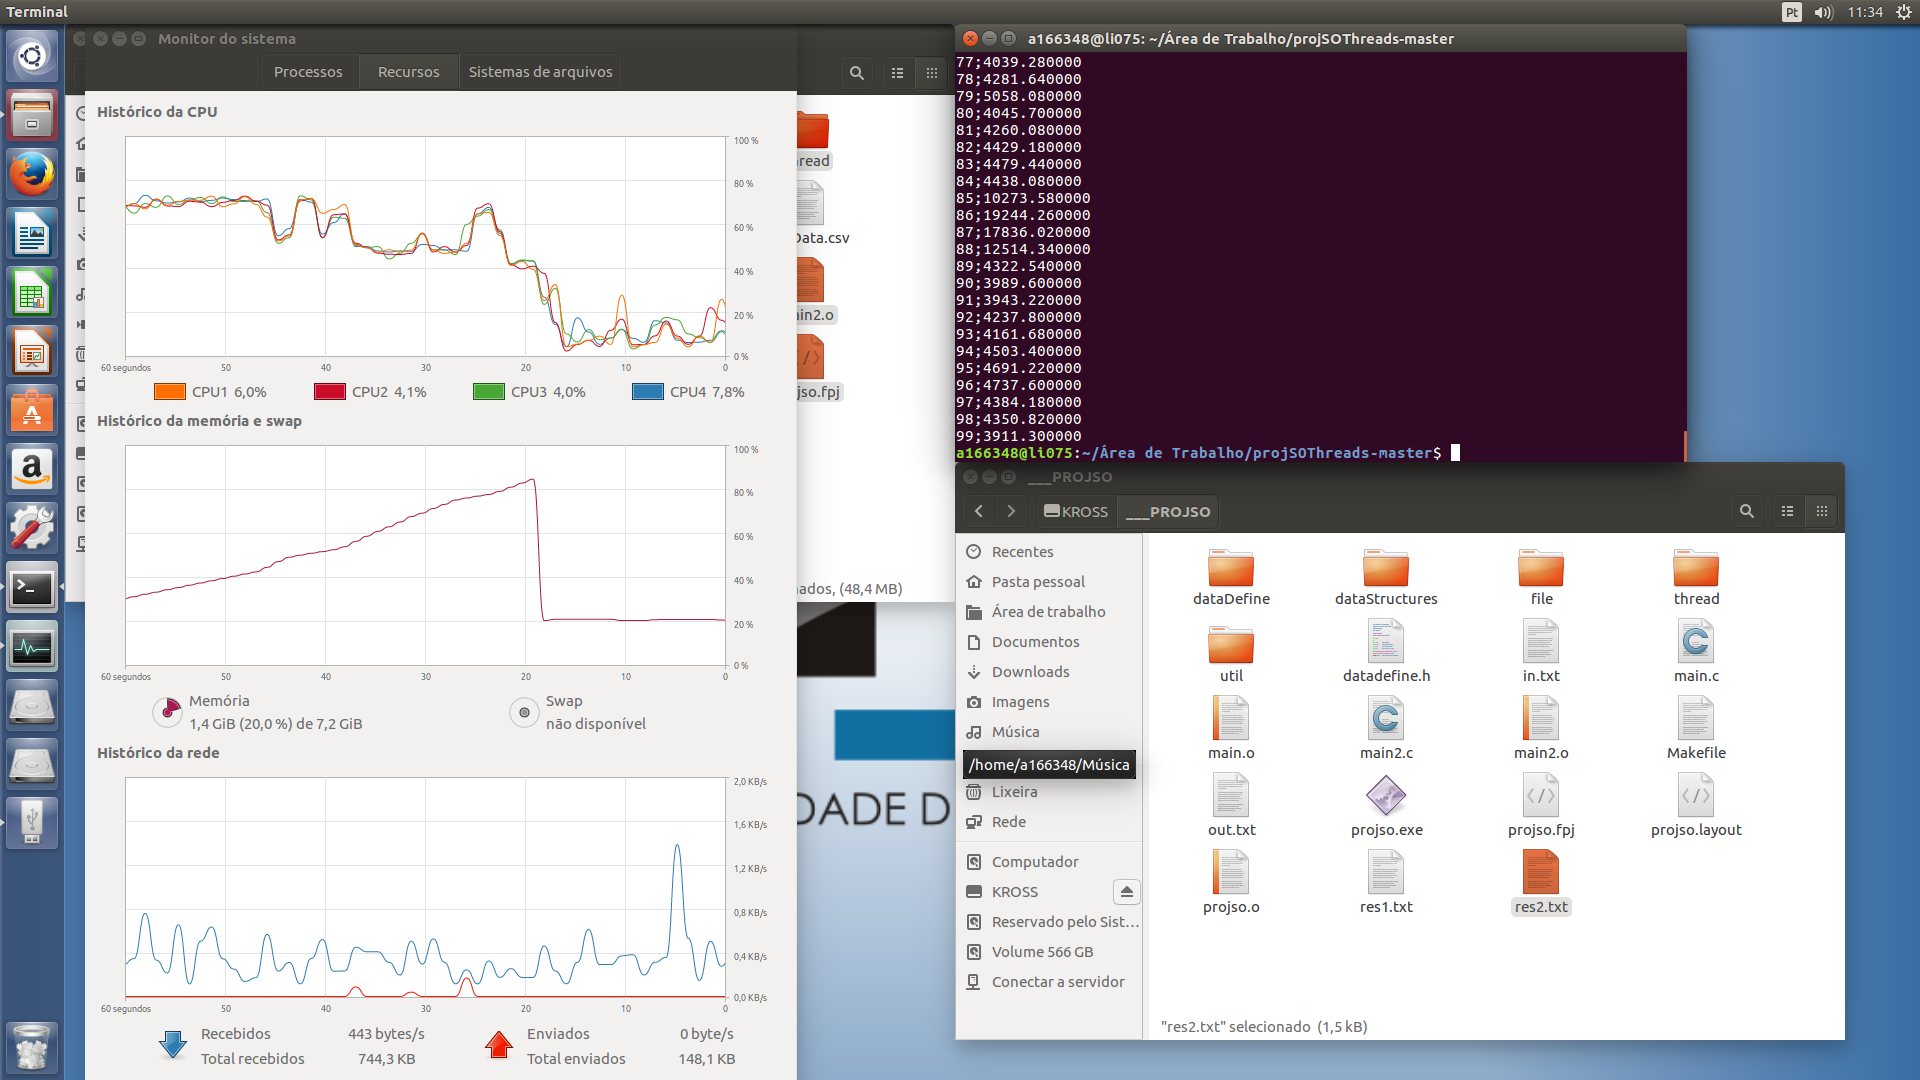 Terminal
Pt
11:34
Monitor do sistema
Processos
Recursos
Sistemas de arquivos
Histórico da CPU
100 %
80 %
60 %
40 %
20 %
0 %
60 segundos 50 40 30 20 10 0
CPU1 6,0%
CPU2 4,1%
CPU3 4,0%
CPU4 7,8%
Histórico da memória e swap
100 %
80 %
60 %
40 %
20 %
0 %
60 segundos 50 40 30 20 10 0
Memória
1,4 GiB (20,0 %) de 7,2 GiB
Swap
não disponível
Histórico da rede
2,0 KB/s
1,6 KB/s
1,2 KB/s
0,8 KB/s
0,4 KB/s
0,0 KB/s
60 segundos 50 40 30 20 10 0
Recebidos 443 bytes/s
Total recebidos 744,3 KB
Enviados 0 byte/s
Total enviados 148,1 KB
read
Data.csv
in2.o
jso.fpj
ados, (48,4 MB)
DADE D
a166348@li075: ~/Área de Trabalho/projSOThreads-master
77;4039.280000
78;4281.640000
79;5058.080000
80;4045.700000
81;4260.080000
82;4429.180000
83;4479.440000
84;4438.080000
85;10273.580000
86;19244.260000
87;17836.020000
88;12514.340000
89;4322.540000
90;3989.600000
91;3943.220000
92;4237.800000
93;4161.680000
94;4503.400000
95;4691.220000
96;4737.600000
97;4384.180000
98;4350.820000
99;3911.300000
a166348@li075:~/Área de Trabalho/projSOThreads-master$
___PROJSO
KROSS
___PROJSO
Recentes
Pasta pessoal
Área de trabalho
Documentos
Downloads
Imagens
Música
/home/a166348/Música
Lixeira
Rede
Computador
KROSS
Reservado pelo Sist...
Volume 566 GB
Conectar a servidor
dataDefine
dataStructures
file
thread
util
datadefine.h
in.txt
main.c
main.o
main2.c
main2.o
Makefile
out.txt
projso.exe
projso.fpj
projso.layout
projso.o
res1.txt
res2.txt
"res2.txt" selecionado (1,5 kB)